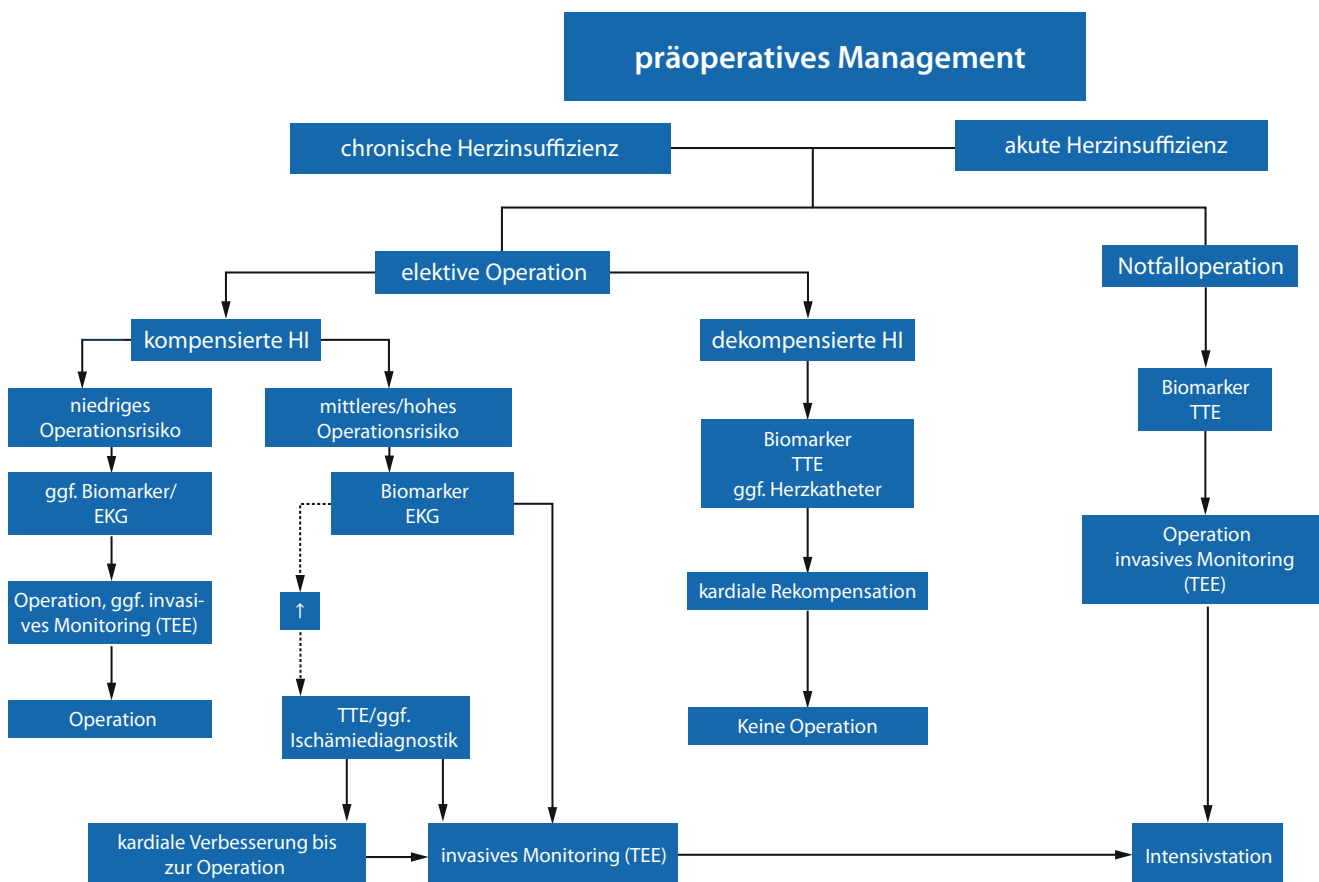 präoperatives Management
chronische Herzinsuffizienz
akute Herzinsuffizienz
elektive Operation
Notfalloperation
kompensierte HI
dekompensierte HI
niedriges
Operationsrisiko
mittleres/hohes
Operationsrisiko
Biomarker
TTE
ggf. Biomarker/
EKG
Biomarker
EKG
Biomarker
TTE
ggf. Herzkatheter
Operation
invasives Monitoring
(TEE)
Operation, ggf. invasi-
ves Monitoring (TEE)
↑
kardiale Rekompensation
Operation
TTE/ggf.
Ischämiediagnostik
Keine Operation
kardiale Verbesserung bis
zur Operation
invasives Monitoring (TEE)
Intensivstation